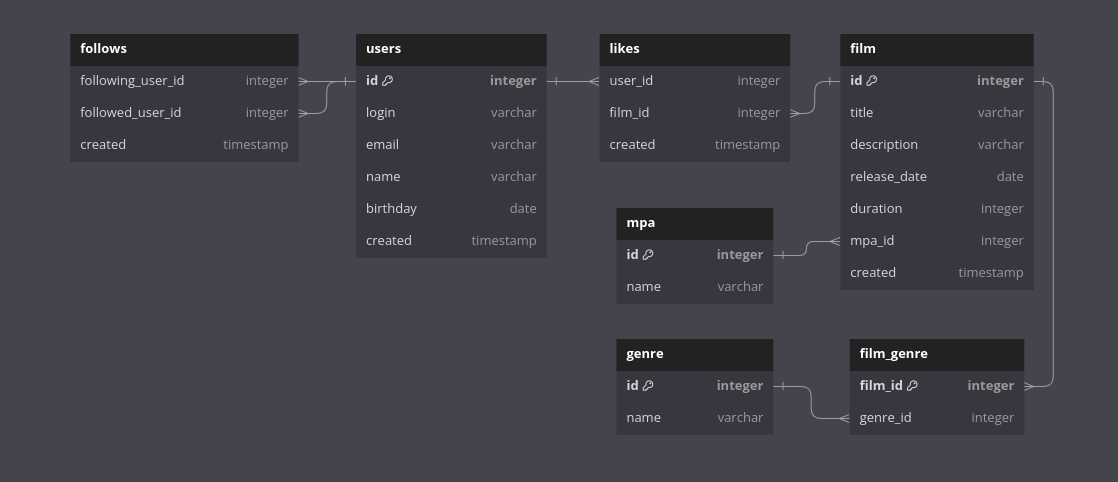 follows
following_user_id integer
followed_user_id integer
created timestamp
users
id integer
login varchar
email varchar
name varchar
birthday date
created timestamp
likes
user_id integer
film_id integer
created timestamp
film
id integer
title varchar
description varchar
release_date date
duration integer
mpa_id integer
created timestamp
mpa
id integer
name varchar
genre
id integer
name varchar
film_genre
film_id integer
genre_id integer